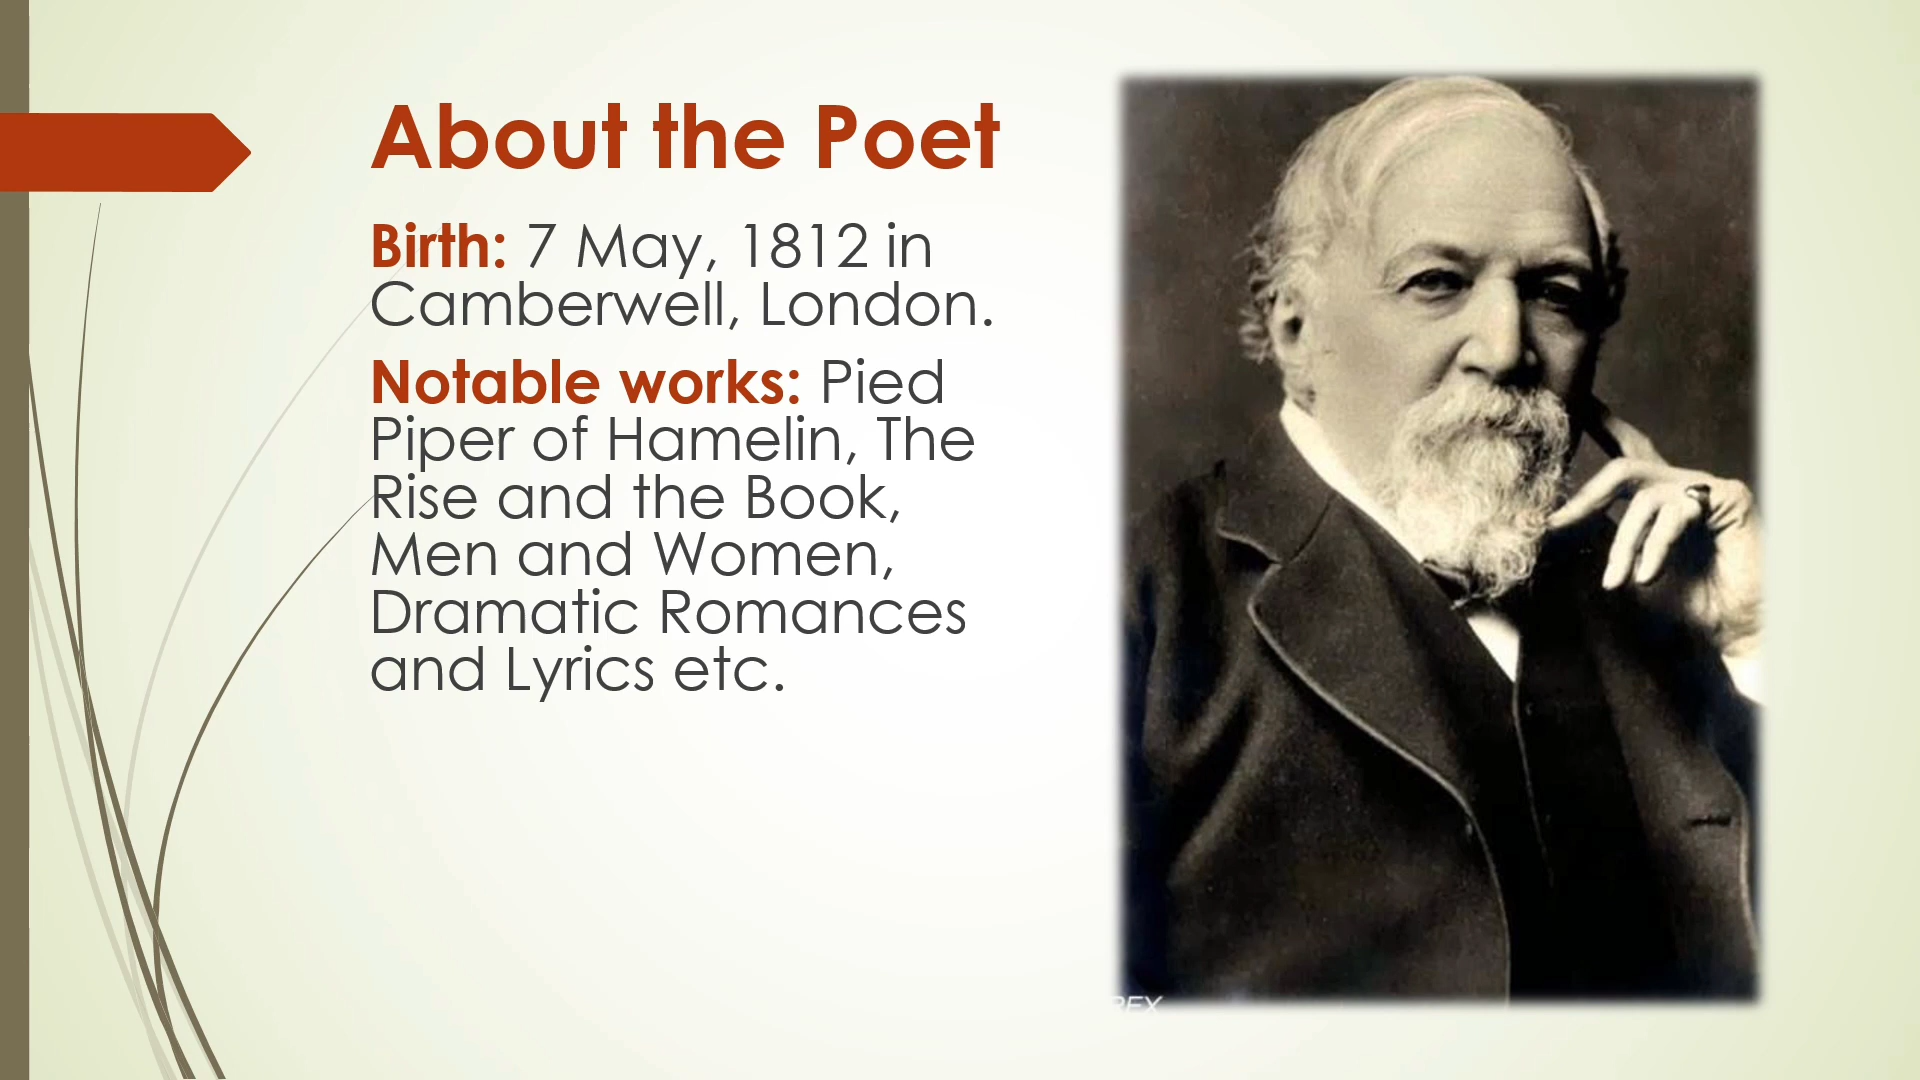 About the Poet
Birth: 7 May, 1812 in
Camberwell, London.
Notable works: Pied
Piper of Hamelin, The
Rise and the Book,
Men and Women,
Dramatic Romances
and Lyrics etc.